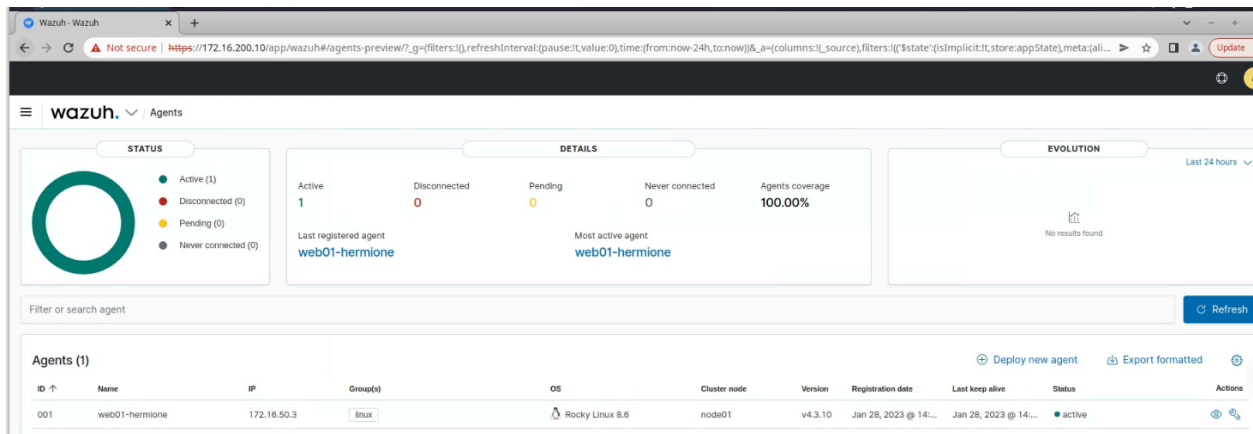 Wazuh - Wazuh
Not secure | https://172.16.200.10/app/wazuh#/agents-preview/?_g=(filters:!(),refreshInterval:(pause:!t,value:0),time:(from:now-24h,to:now))&_a=(columns:!(_source),filters:!(('$state':(isImplicit:!t,store:appState),meta:(ali... Update
wazuh. / Agents
STATUS
Active (1)
Disconnected (0)
Pending (0)
Never connected (0)
DETAILS
Active Disconnected Pending Never connected Agents coverage
1 0 0 0 100.00%
Last registered agent Most active agent
web01-hermione web01-hermione
EVOLUTION
Last 24 hours
No results found
Filter or search agent Refresh
Agents (1) Deploy new agent Export formatted
ID Name IP Group(s) OS Cluster node Version Registration date Last keep alive Status Actions
001 web01-hermione 172.16.50.3 linux Rocky Linux 8.6 node01 v4.3.10 Jan 28, 2023 @ 14:... Jan 28, 2023 @ 14:... active